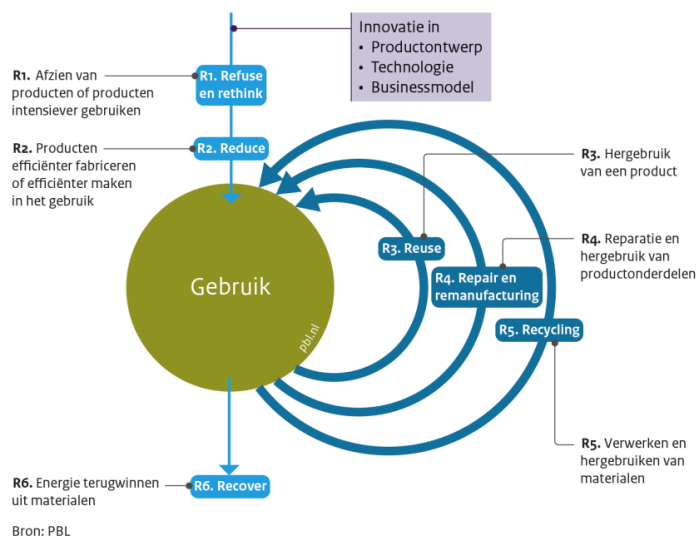 Innovatie in
• Productontwerp
• Technologie
• Businessmodel
R1. Afzien van
producten of producten
intensiever gebruiken
R1. Refuse
en rethink
R2. Producten
efficiënter fabriceren
of efficiënter maken
in het gebruik
R2. Reduce
R3. Hergebruik
van een product
R3. Reuse
R4. Reparatie en
hergebruik van
productonderdelen
R4. Repair en
remanufacturing
Gebruik
pbl.nl
R5. Recycling
R5. Verwerken en
hergebruiken van
materialen
R6. Energie terugwinnen
uit materialen
R6. Recover
Bron: PBL